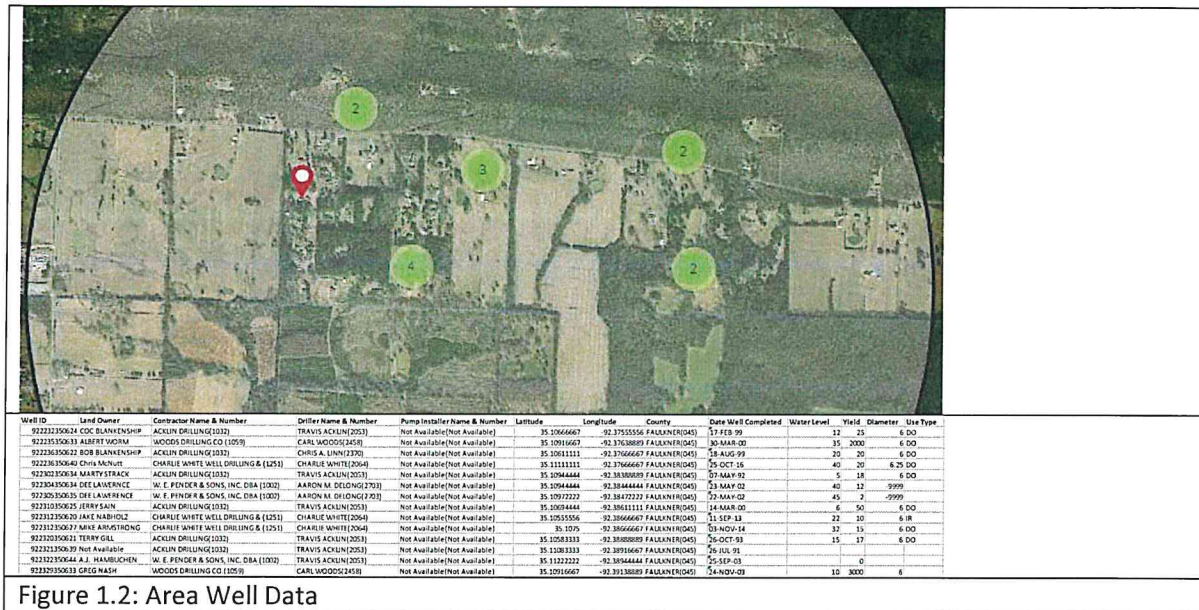 2
2
3
4
2
Well ID Land Owner Contractor Name & Number Driller Name & Number Pump Installer Name & Number Latitude Longitude County Date Well Completed Water Level Yield Diameter Use Type
922232350624 COC BLANKENSHIP ACKLIN DRILLING(1032) TRAVIS ACKLIN(2053) Not Available(Not Available) 35.10666667 -92.37555556 FAULKNER(045) 17-FEB-99 12 25 6 DO
922235350633 ALBERT WORM WOODS DRILLING CO (1059) CARL WOODS(2458) Not Available(Not Available) 35.10916667 -92.37638889 FAULKNER(045) 30-MAR-00 35 2000 6 DO
922236350622 BOB BLANKENSHIP ACKLIN DRILLING(1032) CHRIS A. LINN(2370) Not Available(Not Available) 35.10611111 -92.37666667 FAULKNER(045) 18-AUG-99 20 20 6 DO
922236350640 Chris McNutt CHARLIE WHITE WELL DRILLING & (1251) CHARLIE WHITE(2064) Not Available(Not Available) 35.11111111 -92.37666667 FAULKNER(045) 25-OCT-16 40 20 6.25 DO
922302350634 MARTY STRACK ACKLIN DRILLING(1032) TRAVIS ACKLIN(2053) Not Available(Not Available) 35.10944444 -92.38388889 FAULKNER(045) 07-MAY-02 5 18 6 DO
922304350634 DEE LAWERNCE W. E. PENDER & SONS, INC. DBA (1002) AARON M. DELONG(2703) Not Available(Not Available) 35.10944444 -92.38444444 FAULKNER(045) 23-MAY-02 40 12 -9999
922305350635 DEE LAWERENCE W. E. PENDER & SONS, INC. DBA (1002) AARON M. DELONG(2703) Not Available(Not Available) 35.10972222 -92.38472222 FAULKNER(045) 22-MAY-02 45 2 -9999
922310350625 JERRY SAIN ACKLIN DRILLING(1032) TRAVIS ACKLIN(2053) Not Available(Not Available) 35.10694444 -92.38611111 FAULKNER(045) 14-MAR-00 6 50 6 DO
922312350620 JAKE NABHOLZ CHARLIE WHITE WELL DRILLING & (1251) CHARLIE WHITE(2064) Not Available(Not Available) 35.10555556 -92.38666667 FAULKNER(045) 11-SEP-13 22 10 6 IR
922312350627 MIKE ARMSTRONG CHARLIE WHITE WELL DRILLING & (1251) CHARLIE WHITE(2064) Not Available(Not Available) 35.1075 -92.38666667 FAULKNER(045) 03-NOV-14 32 15 6 DO
922320350621 TERRY GILL ACKLIN DRILLING(1032) TRAVIS ACKLIN(2053) Not Available(Not Available) 35.10583333 -92.38888889 FAULKNER(045) 26-OCT-93 15 17 6 DO
922321350639 Not Available ACKLIN DRILLING(1032) TRAVIS ACKLIN(2053) Not Available(Not Available) 35.11083333 -92.38916667 FAULKNER(045) 26-JUL-91
922322350644 A.J. HAMBUCHEN W. E. PENDER & SONS, INC. DBA (1002) TRAVIS ACKLIN(2053) Not Available(Not Available) 35.11222222 -92.38944444 FAULKNER(045) 25-SEP-03 0
922329350633 GREG NASH WOODS DRILLING CO.(1059) CARL WOODS(2458) Not Available(Not Available) 35.10916667 -92.39138889 FAULKNER(045) 24-NOV-03 10 3000 6
Figure 1.2: Area Well Data